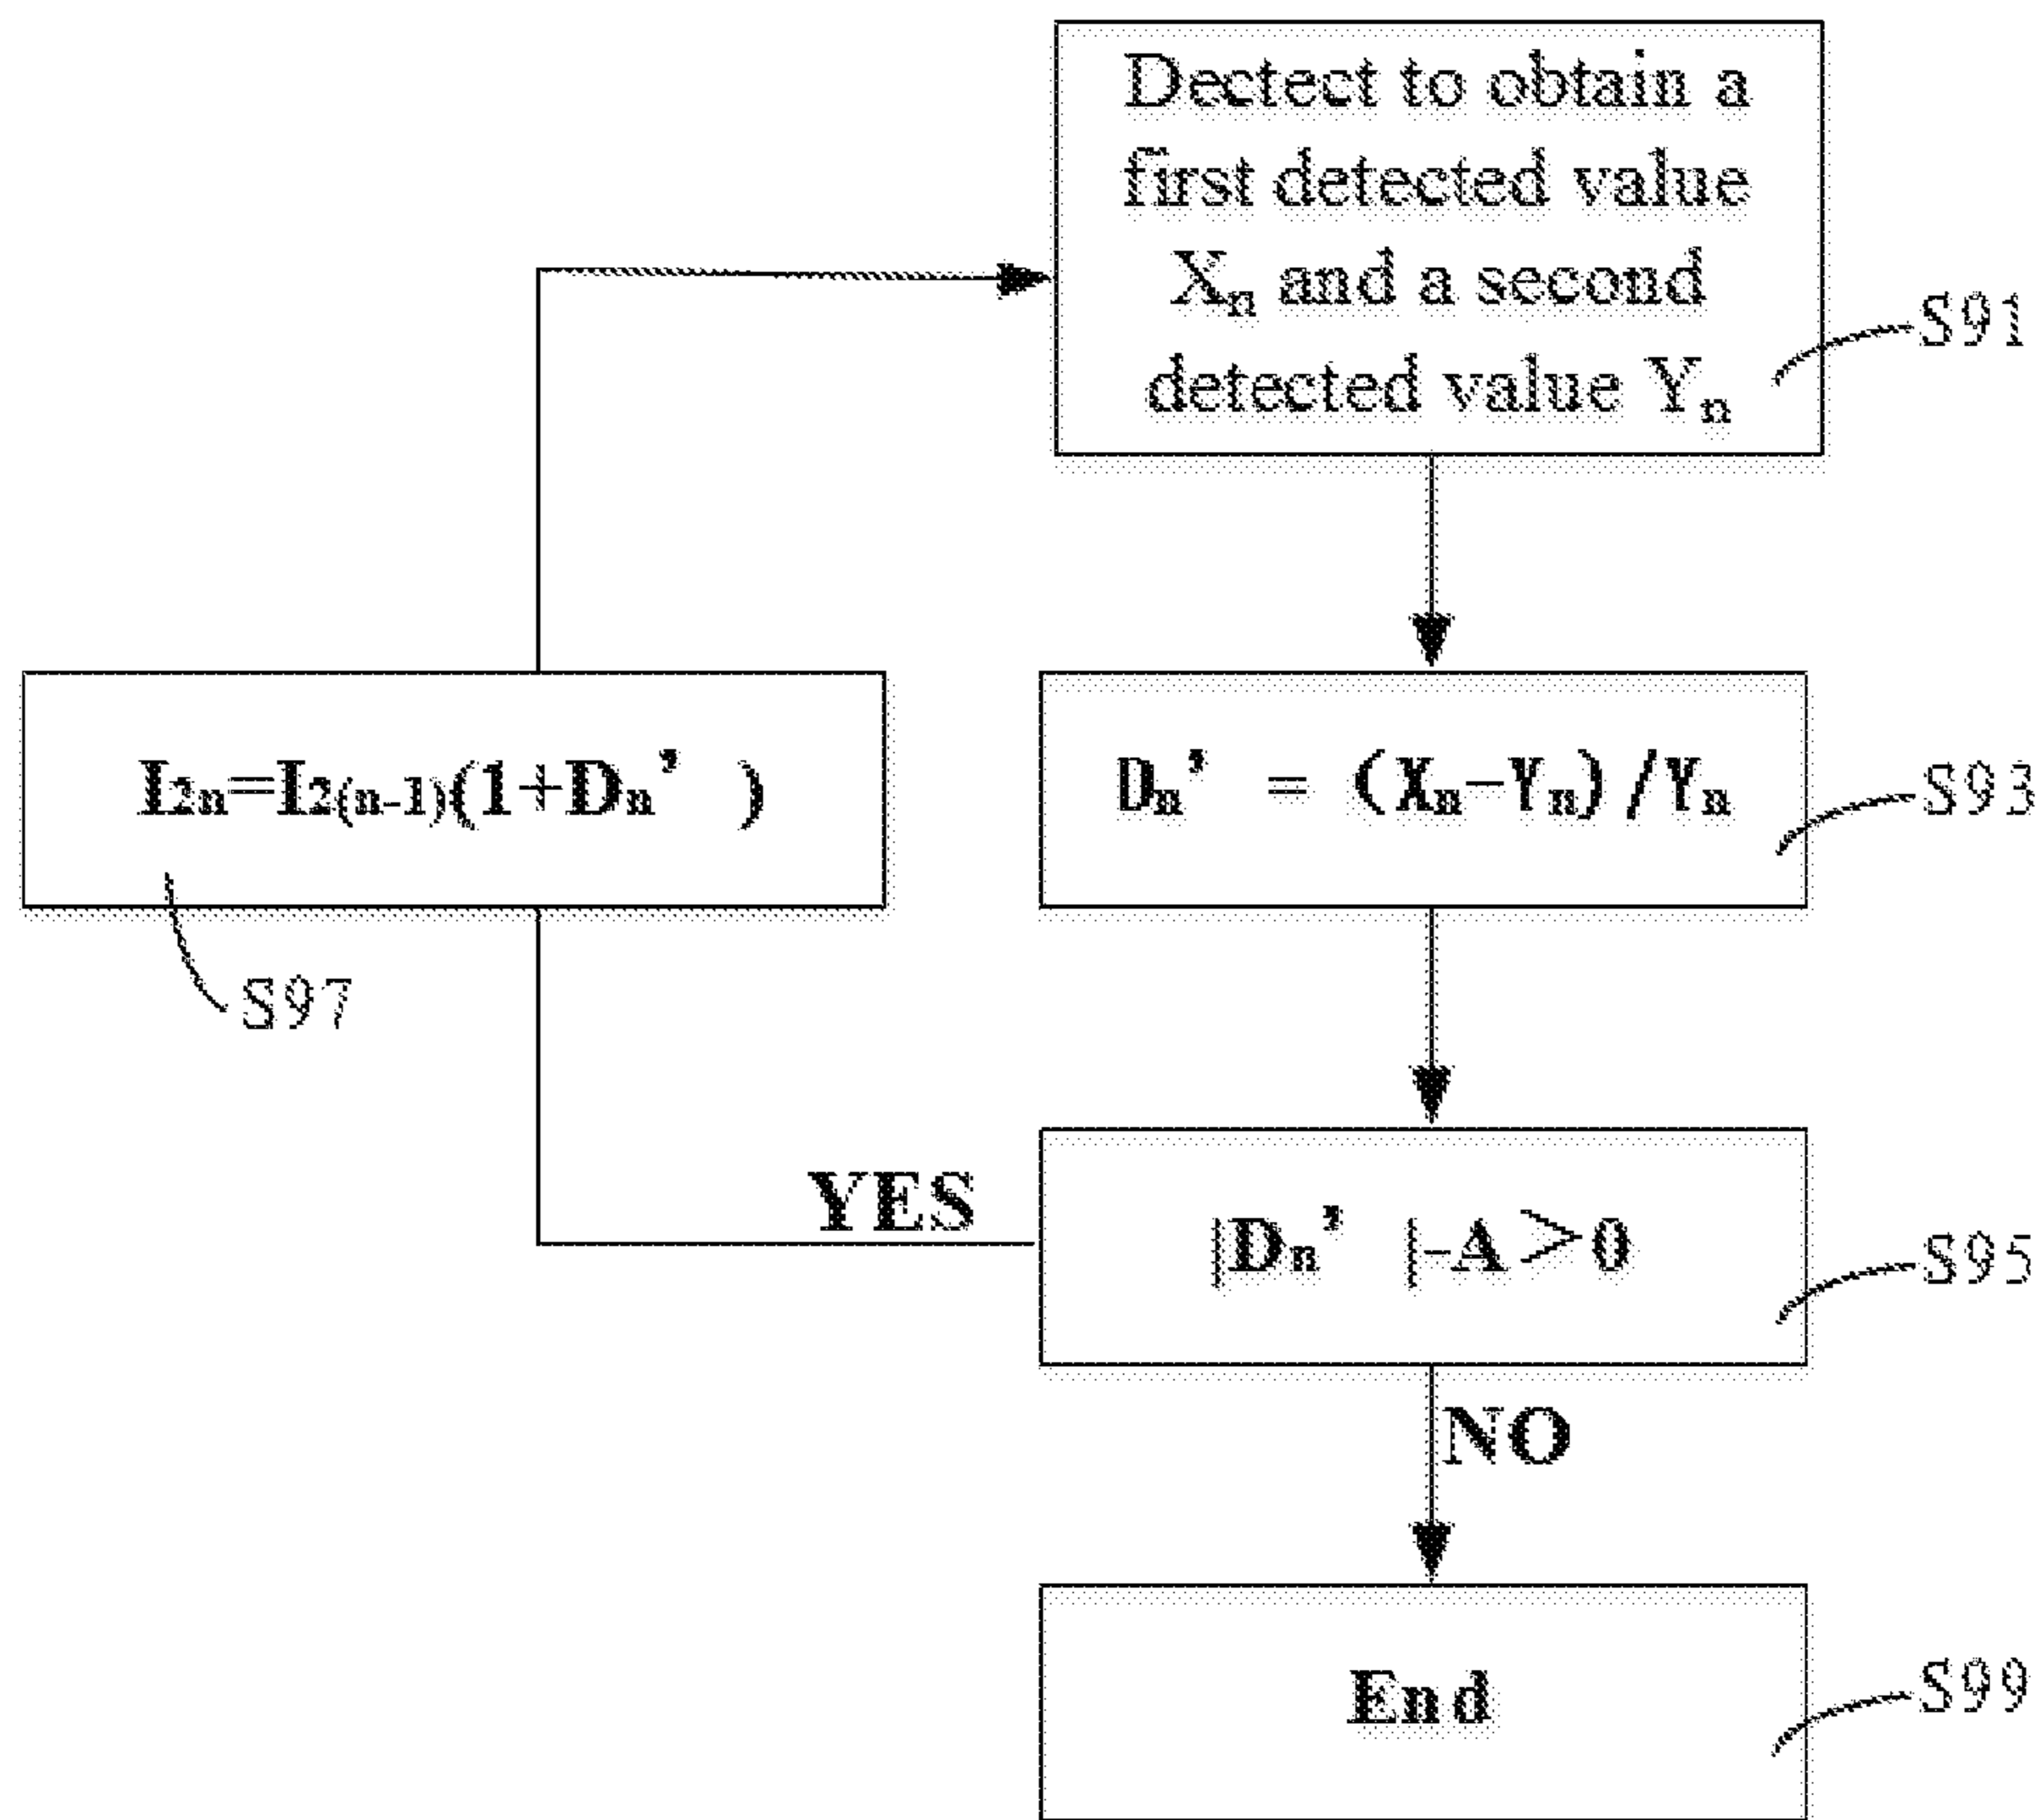 Dectect to obtain a
first detected value
Xₙ and a second
detected value Yₙ
S91
I₂ₙ=I₂₍ₙ₋₁₎(1+Dₙ’ )
S97
Dₙ’ = (Xₙ-Yₙ)/Yₙ
S93
YES
|Dₙ’ |-A>0
S95
NO
End
S99